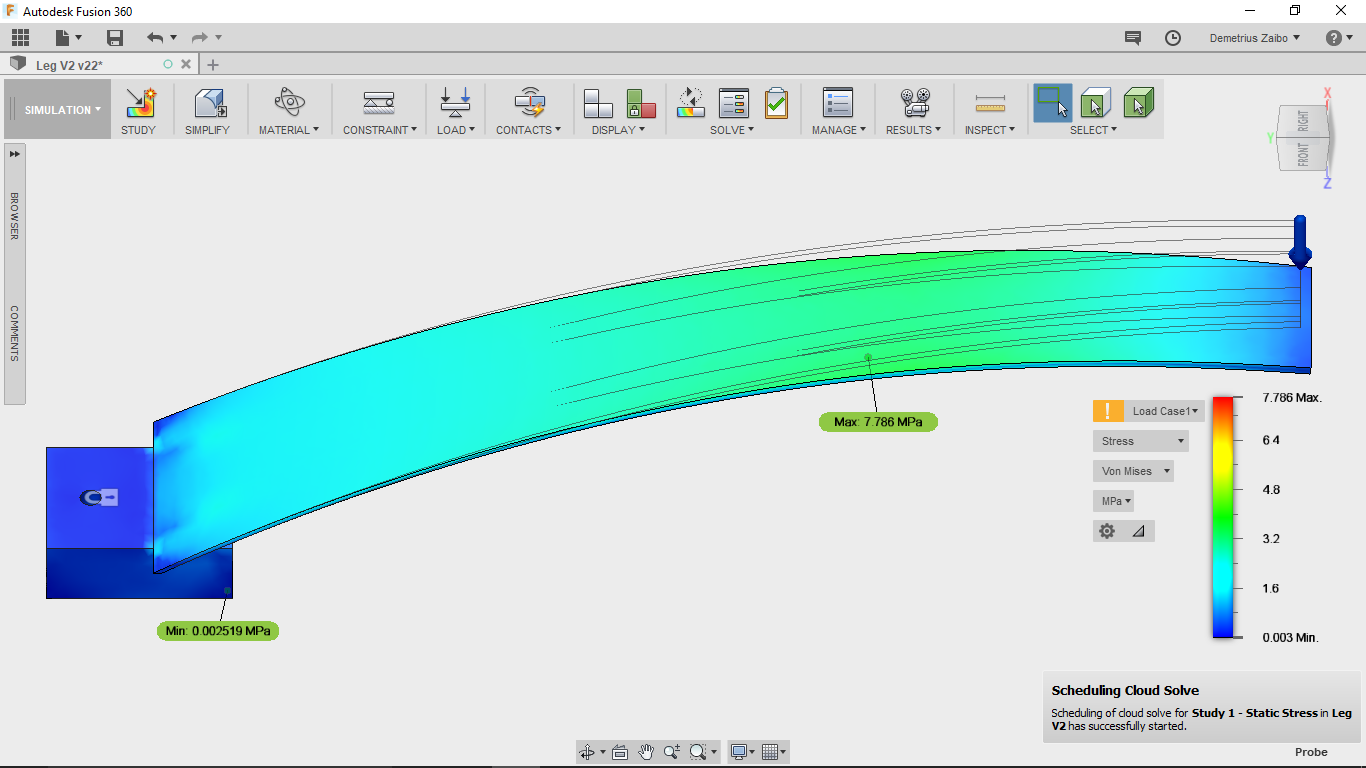 Autodesk Fusion 360
Demetrius Zaibo
Leg V2 v22*
SIMULATION
STUDY
SIMPLIFY
MATERIAL
CONSTRAINT
LOAD
CONTACTS
DISPLAY
SOLVE
MANAGE
RESULTS
INSPECT
SELECT
X
Y
Z
RIGHT
FRONT
BROWSER
COMMENTS
Max: 7.786 MPa
Min: 0.002519 MPa
Load Case1
Stress
Von Mises
MPa
7.786 Max.
6.4
4.8
3.2
1.6
0.003 Min.
Scheduling Cloud Solve
Scheduling of cloud solve for Study 1 - Static Stress in Leg
V2 has successfully started.
Probe